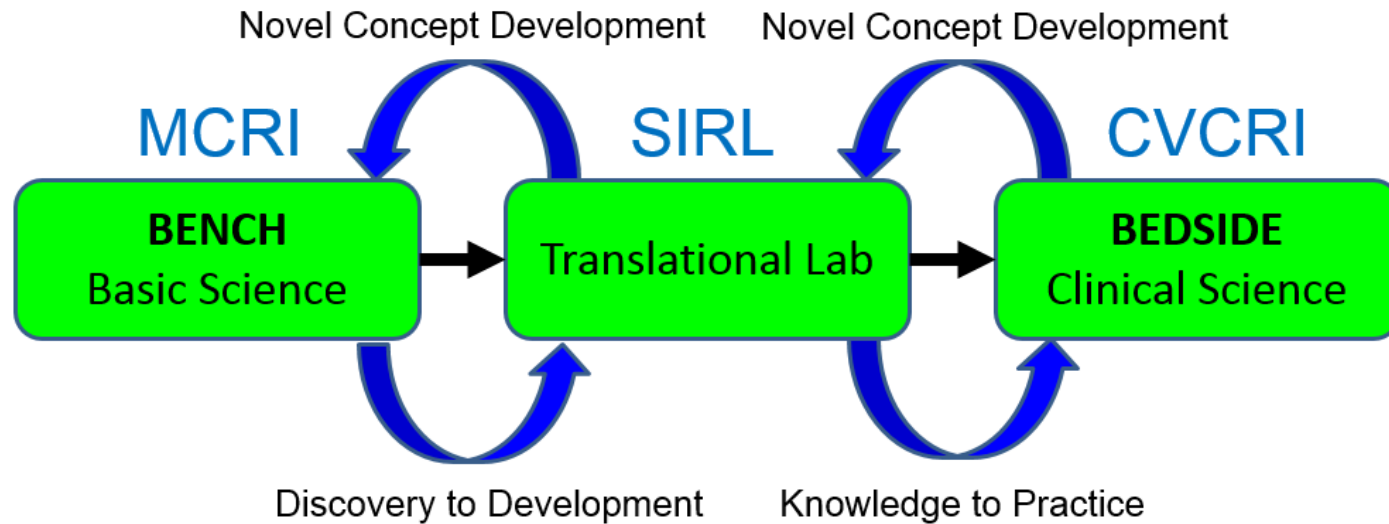 Novel Concept Development
Novel Concept Development
MCRI
SIRL
CVCRI
BENCH
Basic Science
Translational Lab
BEDSIDE
Clinical Science
Discovery to Development
Knowledge to Practice